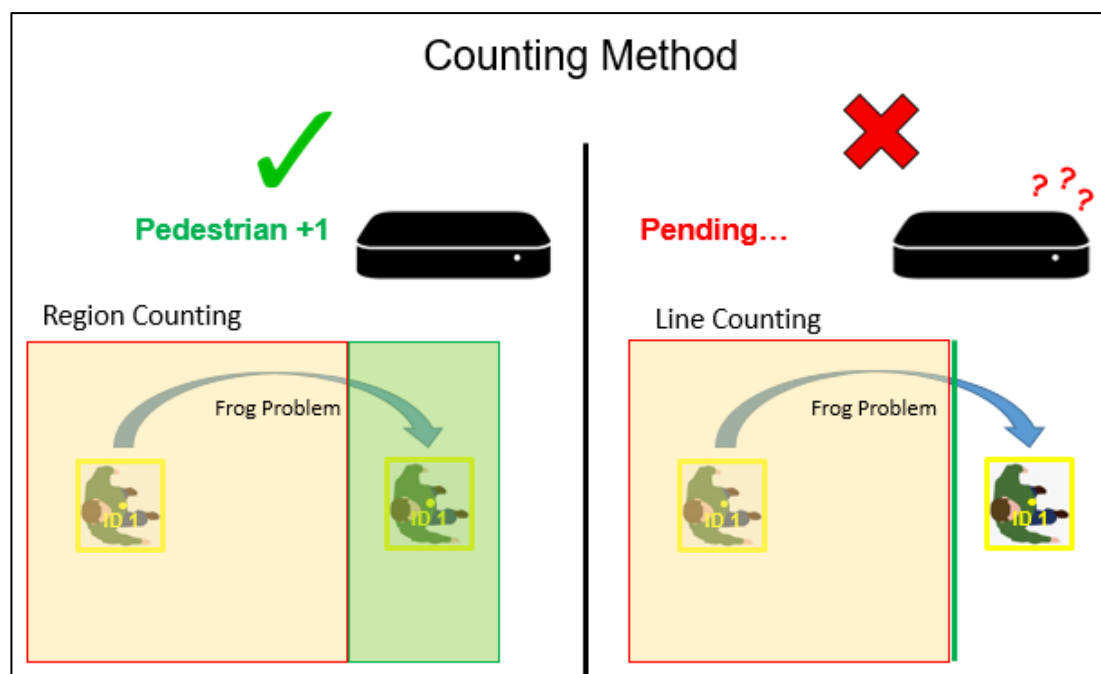 Counting Method
Pedestrian +1
Region Counting
Frog Problem
ID 1
ID 1
? ? ?
Pending...
Line Counting
Frog Problem
ID 1
ID 1